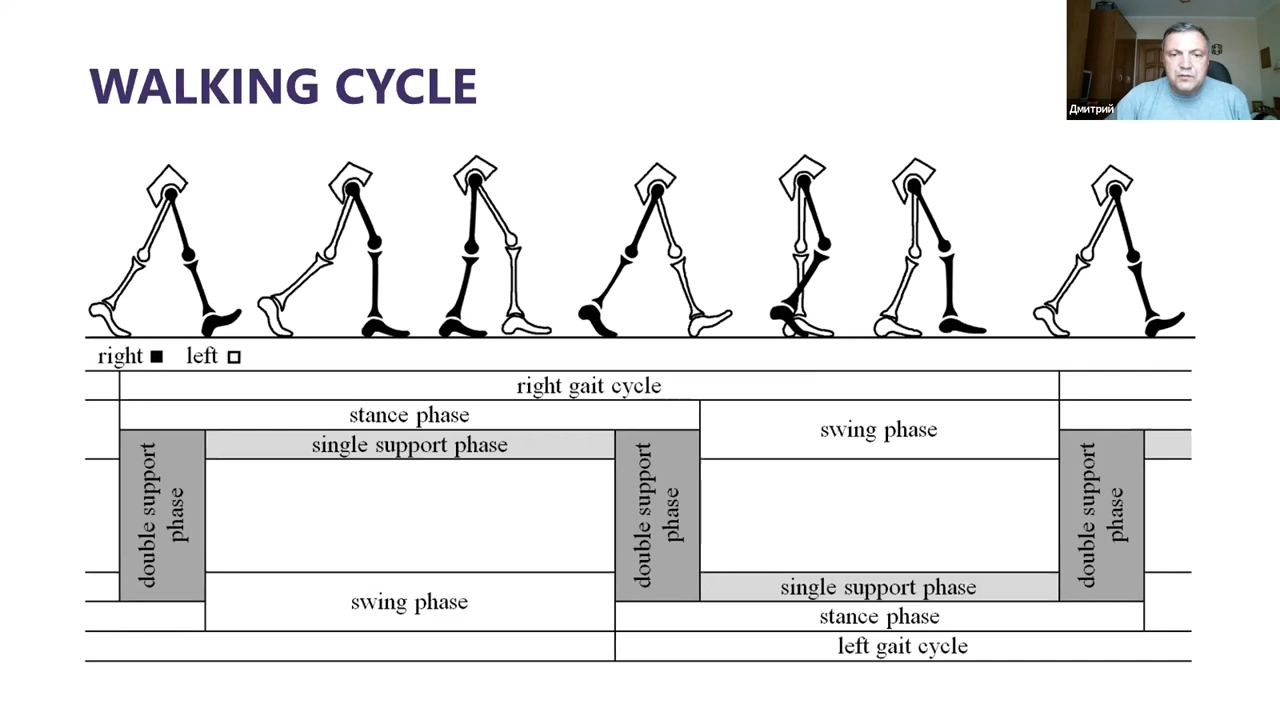 WALKING CYCLE
Дмитрий
right
left
right gait cycle
stance phase
swing phase
single support phase
double support
phase
double support
phase
double support
phase
single support phase
swing phase
stance phase
left gait cycle